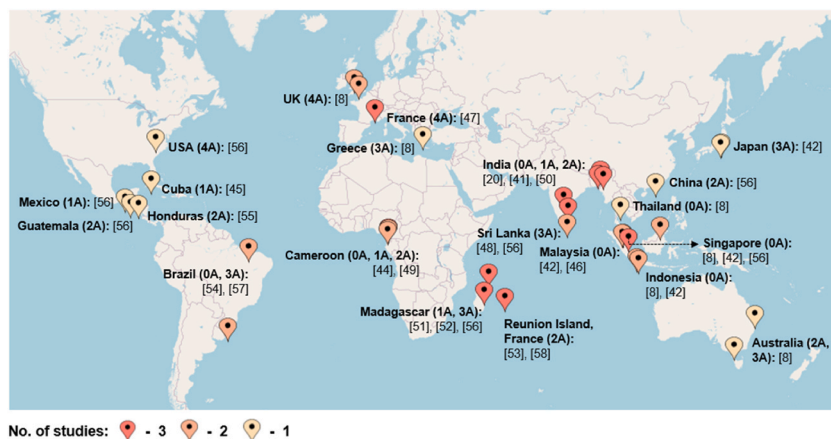 UK (4A): [8]
France (4A): [47]
Greece (3A): [8]
USA (4A): [56]
Cuba (1A): [45]
Mexico (1A): [56]
Guatemala (2A): [56]
Honduras (2A): [55]
Brazil (0A, 3A):
[54], [57]
Cameroon (0A, 1A, 2A):
[44], [49]
Madagascar (1A, 3A):
[51], [52], [56]
Reunion Island,
France (2A):
[53], [58]
India (0A, 1A, 2A):
[20], [41], [50]
Sri Lanka (3A):
[48], [56]
Malaysia (0A):
[42], [46]
Japan (3A): [42]
China (2A): [56]
Thailand (0A): [8]
Singapore (0A):
[8], [42], [56]
Indonesia (0A):
[8], [42]
Australia (2A,
3A): [8]
No. of studies: - 3 - 2 - 1